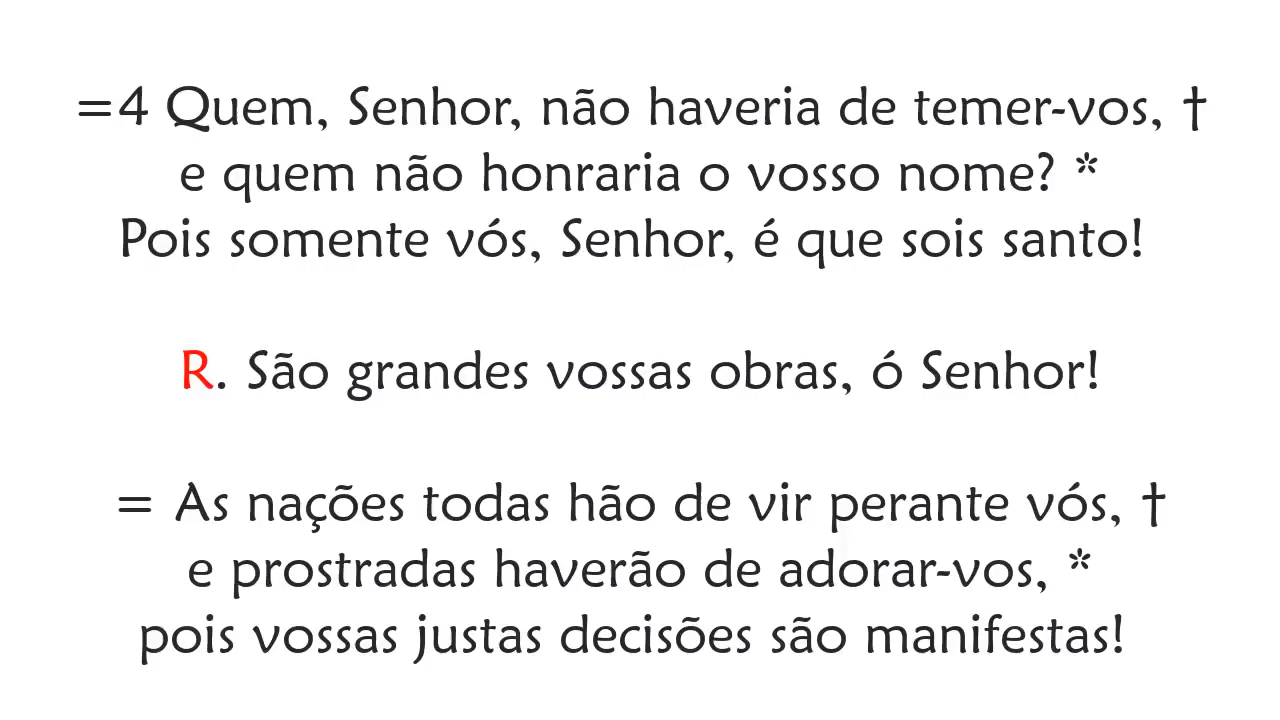 =4 Quem, Senhor, não haveria de temer-vos, †
e quem não honraria o vosso nome? *
Pois somente vós, Senhor, é que sois santo!
R. São grandes vossas obras, ó Senhor!
= As nações todas hão de vir perante vós, †
e prostradas haverão de adorar-vos, *
pois vossas justas decisões são manifestas!